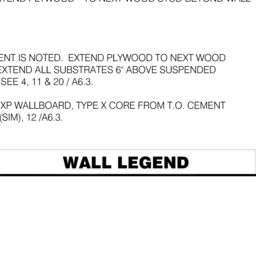 ENT IS NOTED.  EXTEND PLYWOOD TO NEXT WOOD
EXTEND ALL SUBSTRATES 6" ABOVE SUSPENDED
SEE 4, 11 & 20 / A6.3.
XP WALLBOARD, TYPE X CORE FROM T.O. CEMENT
(SIM), 12 /A6.3.
WALL LEGEND